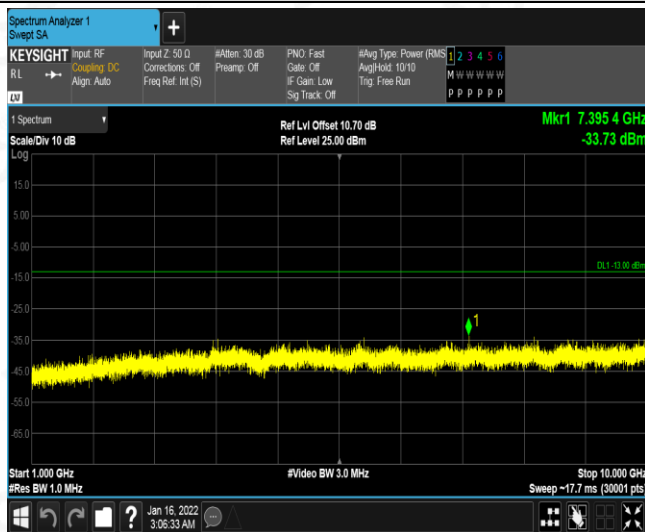 Spectrum Analyzer 1
Swept SA
+
KEYSIGHT
RL
LXI
Input: RF
Coupling: DC
Align: Auto
Input Z: 50 Ω
Corrections: Off
Freq Ref: Int (S)
#Atten: 30 dB
Preamp: Off
PNO: Fast
Gate: Off
IF Gain: Low
Sig Track: Off
#Avg Type: Power (RMS
Avg|Hold: 10/10
Trig: Free Run
1 2 3 4 5 6
M W W W W W
P P P P P P
1 Spectrum
Scale/Div 10 dB
Ref Lvl Offset 10.70 dB
Ref Level 25.00 dBm
Mkr1 7.395 4 GHz
-33.73 dBm
Log
15.0
5.00
-5.00
DL1 -13.00 dBm
-15.0
-25.0
1
-35.0
-45.0
-55.0
-65.0
Start 1.000 GHz
#Video BW 3.0 MHz
Stop 10.000 GHz
#Res BW 1.0 MHz
Sweep ~17.7 ms (30001 pts)
?
Jan 16, 2022
3:06:33 AM